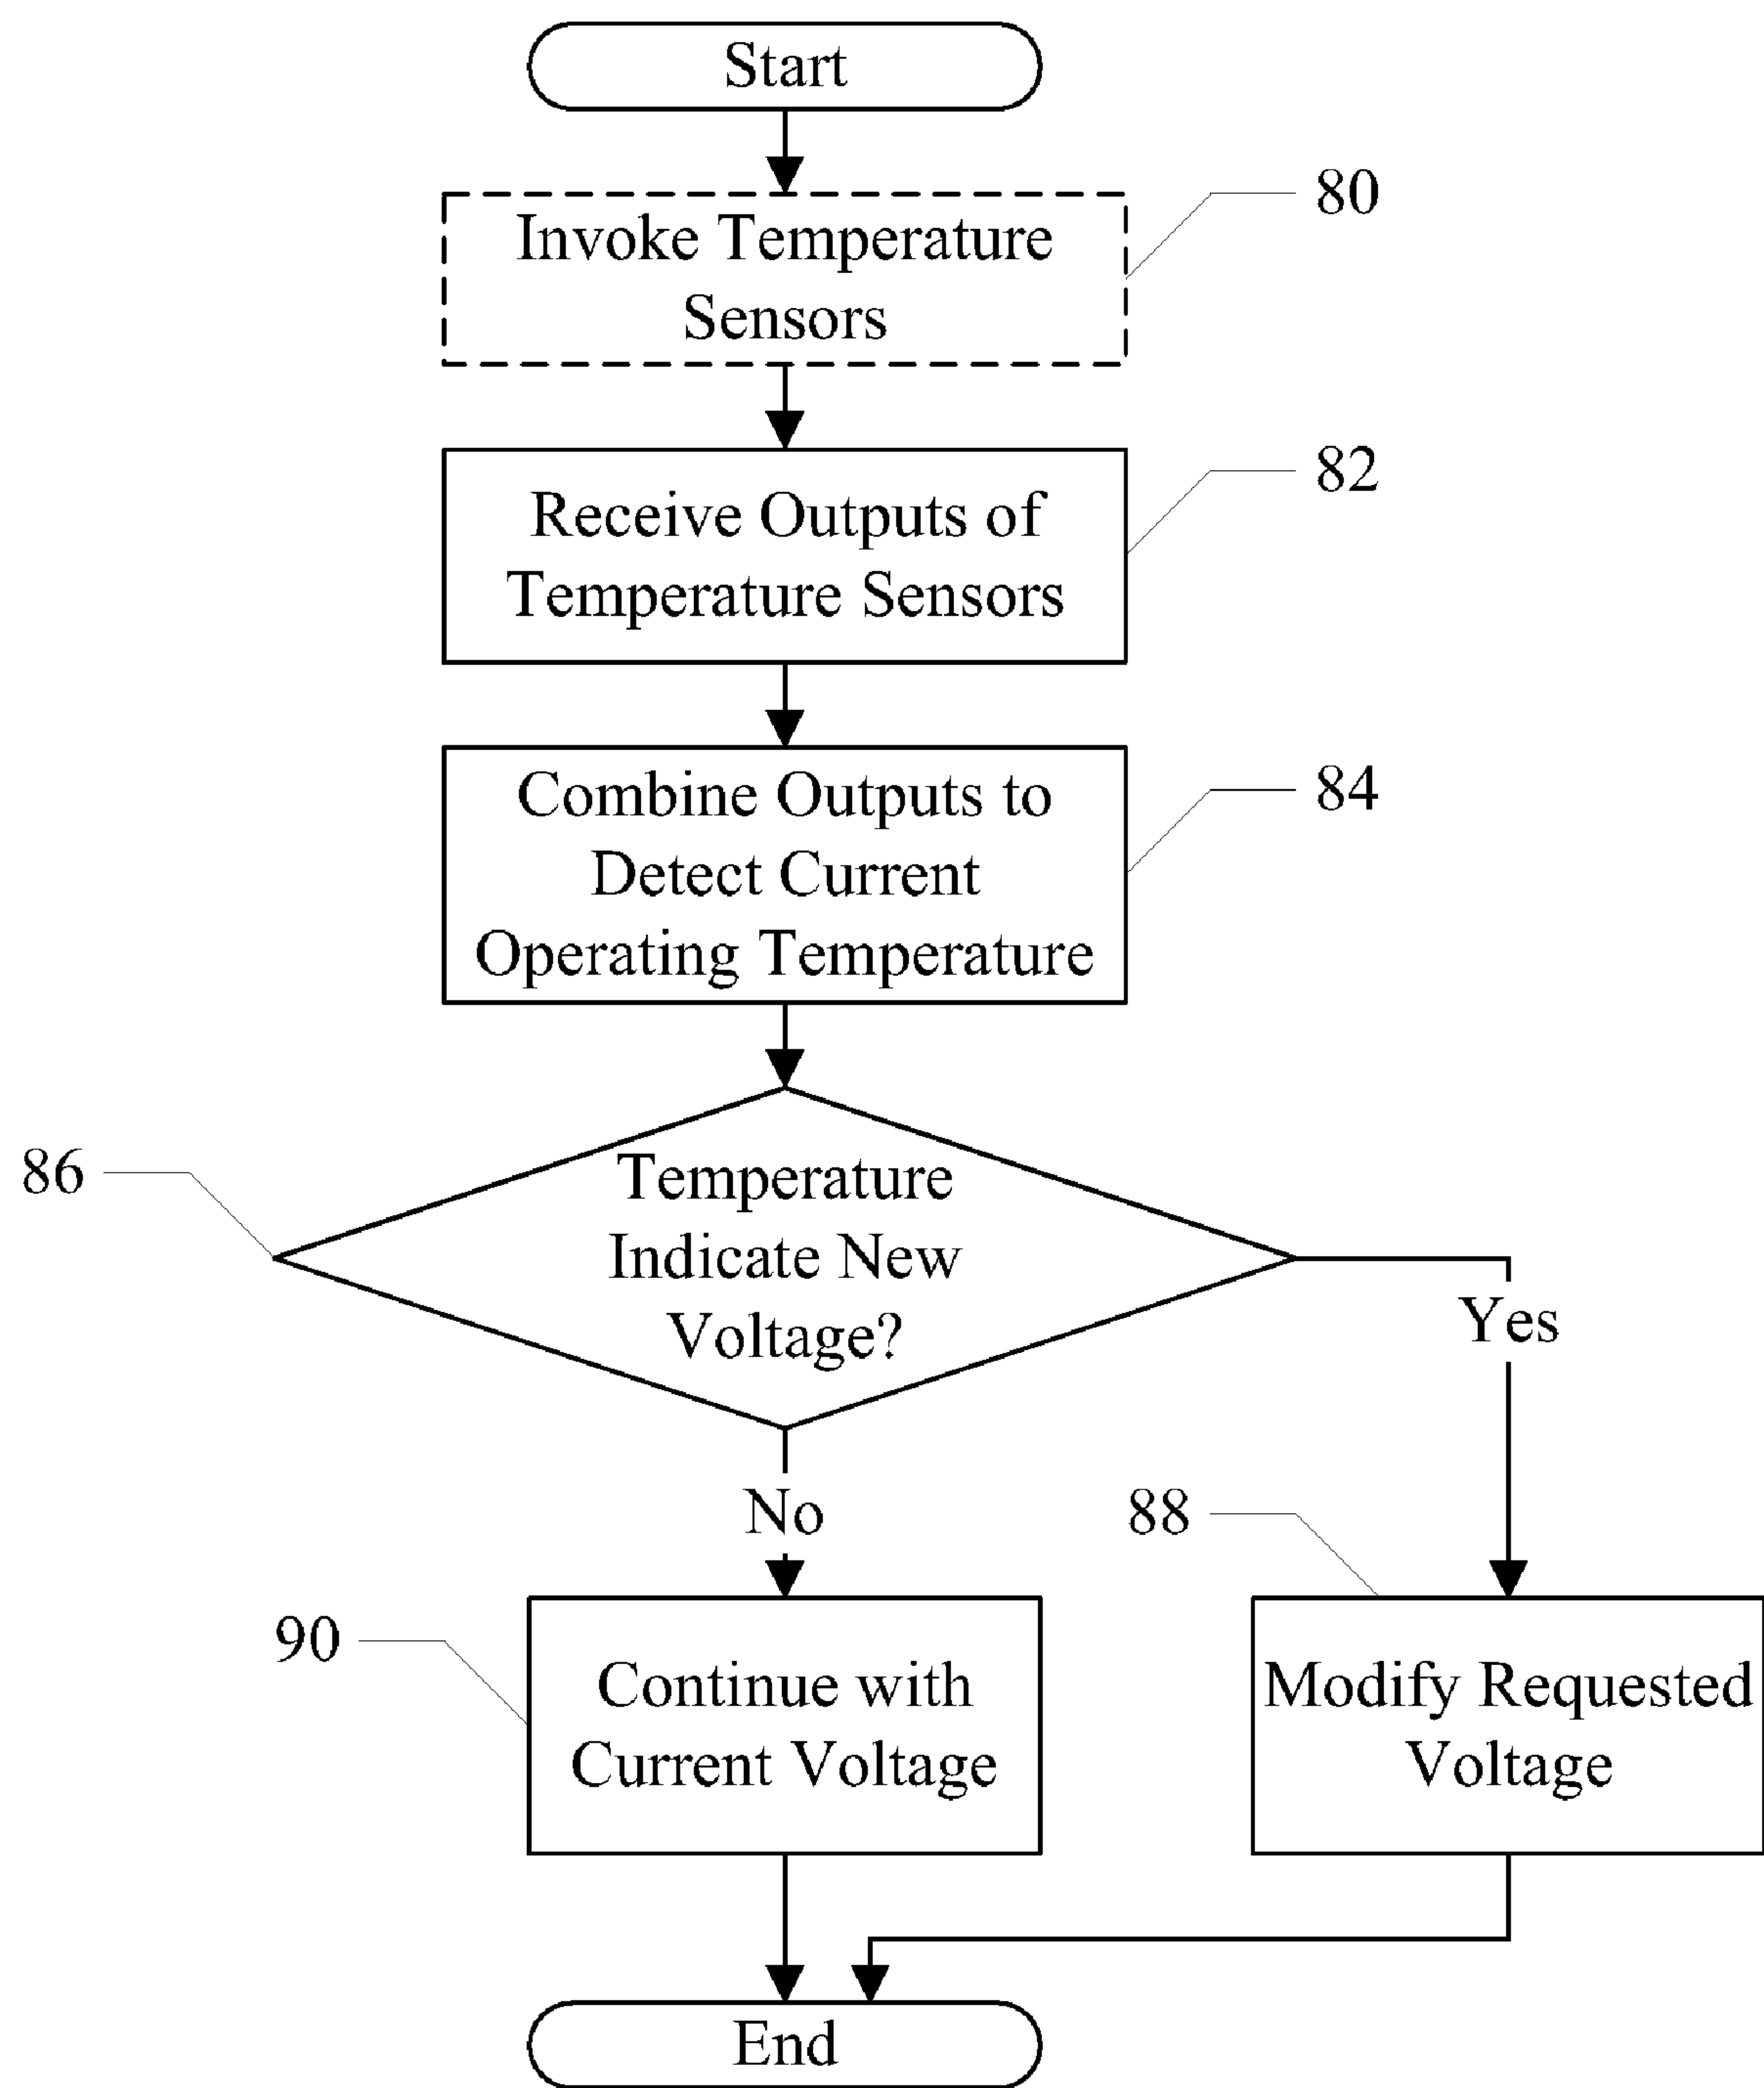 Start
Invoke Temperature
Sensors
80
Receive Outputs of
Temperature Sensors
82
Combine Outputs to
Detect Current
Operating Temperature
84
86
Temperature
Indicate New
Voltage?
Yes
No
88
90
Continue with
Current Voltage
Modify Requested
Voltage
End